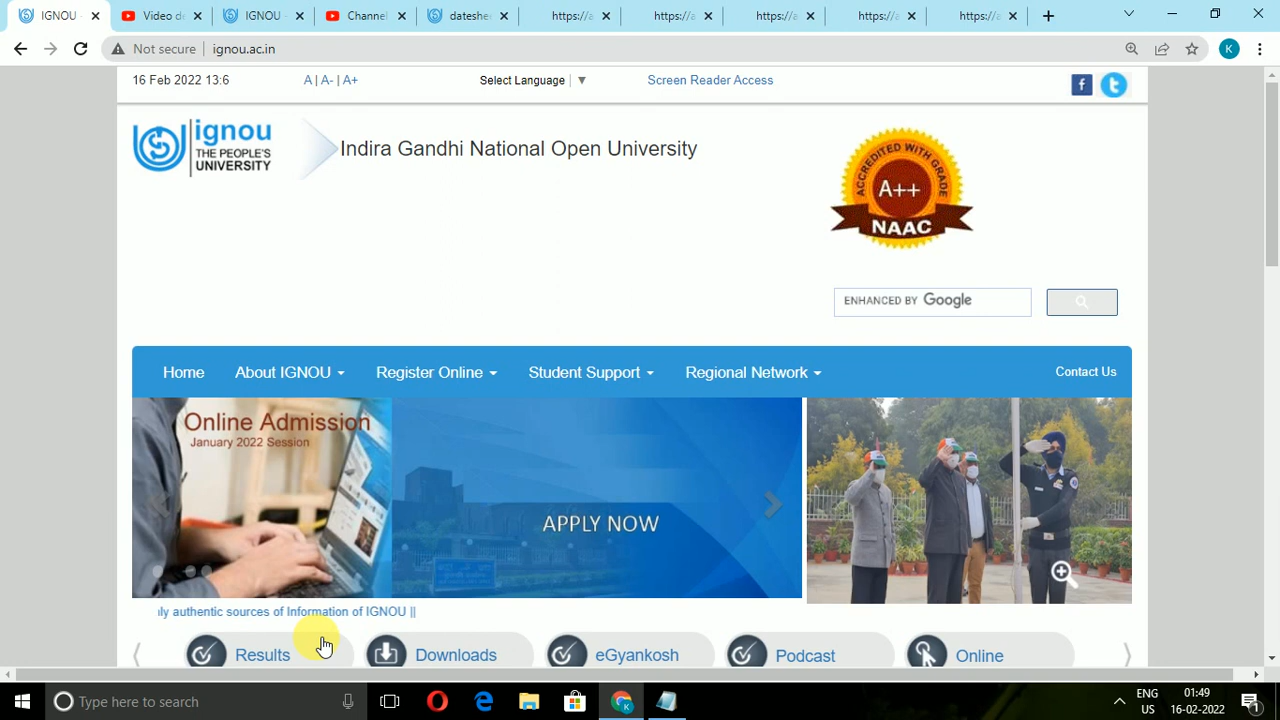 IGNOU -
Video de
IGNOU -
Channel
dateshee
https://a
https://a
https://a
https://a
https://a
Not secure
ignou.ac.in
K
16 Feb 2022 13:6
A | A- | A+
Select Language ▼
Screen Reader Access
ignou
THE PEOPLE'S
UNIVERSITY
Indira Gandhi National Open University
ACCREDITED WITH GRADE
A++
NAAC
ENHANCED BY Google
Home
About IGNOU
Register Online
Student Support
Regional Network
Contact Us
Online Admission
January 2022 Session
APPLY NOW
ly authentic sources of Information of IGNOU ||
Results
Downloads
eGyankosh
Podcast
Online
Type here to search
ENG
US
01:49
16-02-2022
1